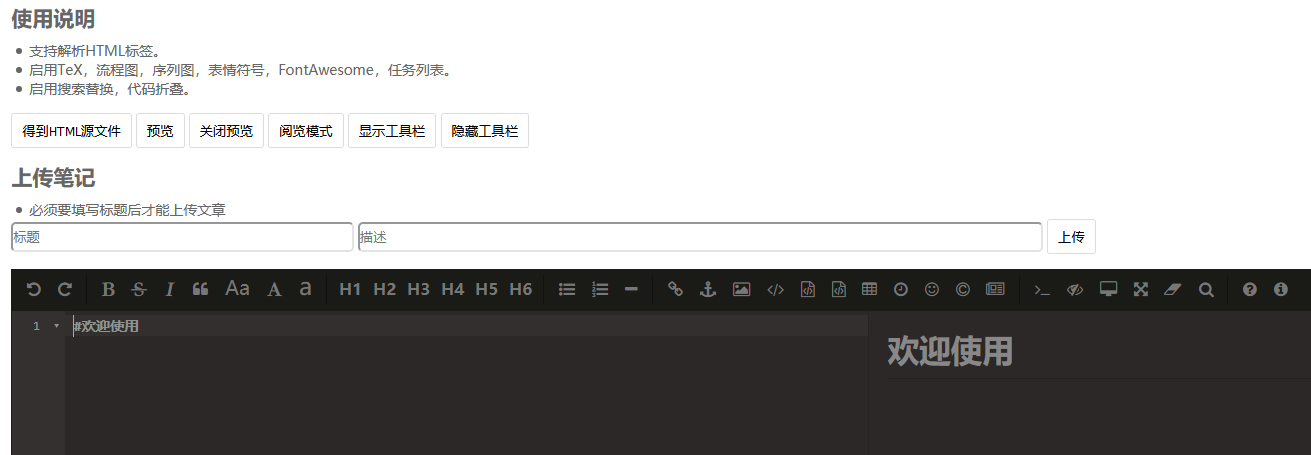 使用说明
支持解析HTML标签。
启用TeX，流程图，序列图，表情符号，FontAwesome，任务列表。
启用搜索替换，代码折叠。
得到HTML源文件 预览 关闭预览 阅览模式 显示工具栏 隐藏工具栏
上传笔记
必须要填写标题后才能上传文章
标题 描述 上传
B S I Aa A a H1 H2 H3 H4 H5 H6
1 #欢迎使用
欢迎使用